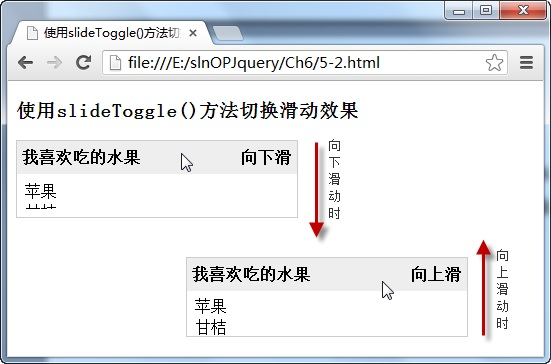 使用slideToggle()方法切
file:///E:/slnOPJquery/Ch6/5-2.html
使用slideToggle()方法切换滑动效果
我喜欢吃的水果 向下滑
苹果
向下滑动时
我喜欢吃的水果 向上滑
苹果
甘桔
向上滑动时